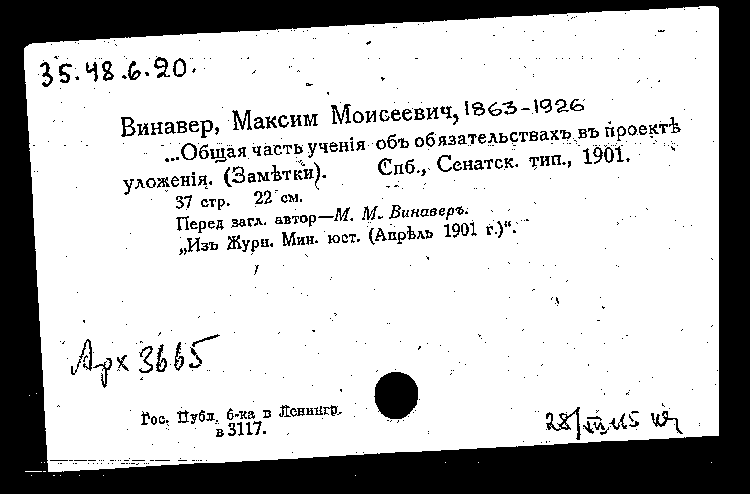 35.48.6.20.
Винавер, Максим Моисеевич, 1863-1926
...Общая часть ученія объ обязательствахъ въ проектѣ
уложенія. (Замѣтки). Спб., Сенатск. тип., 1901.
37 стр. 22 см.
Перед загл. автор—М. М. Винаверъ.
„Изъ Журн. Мин. юст. (Апрѣль 1901 г.)“.
Арх 3665
Гос. Публ. б-ка в Ленингр.
в 3117.
28/